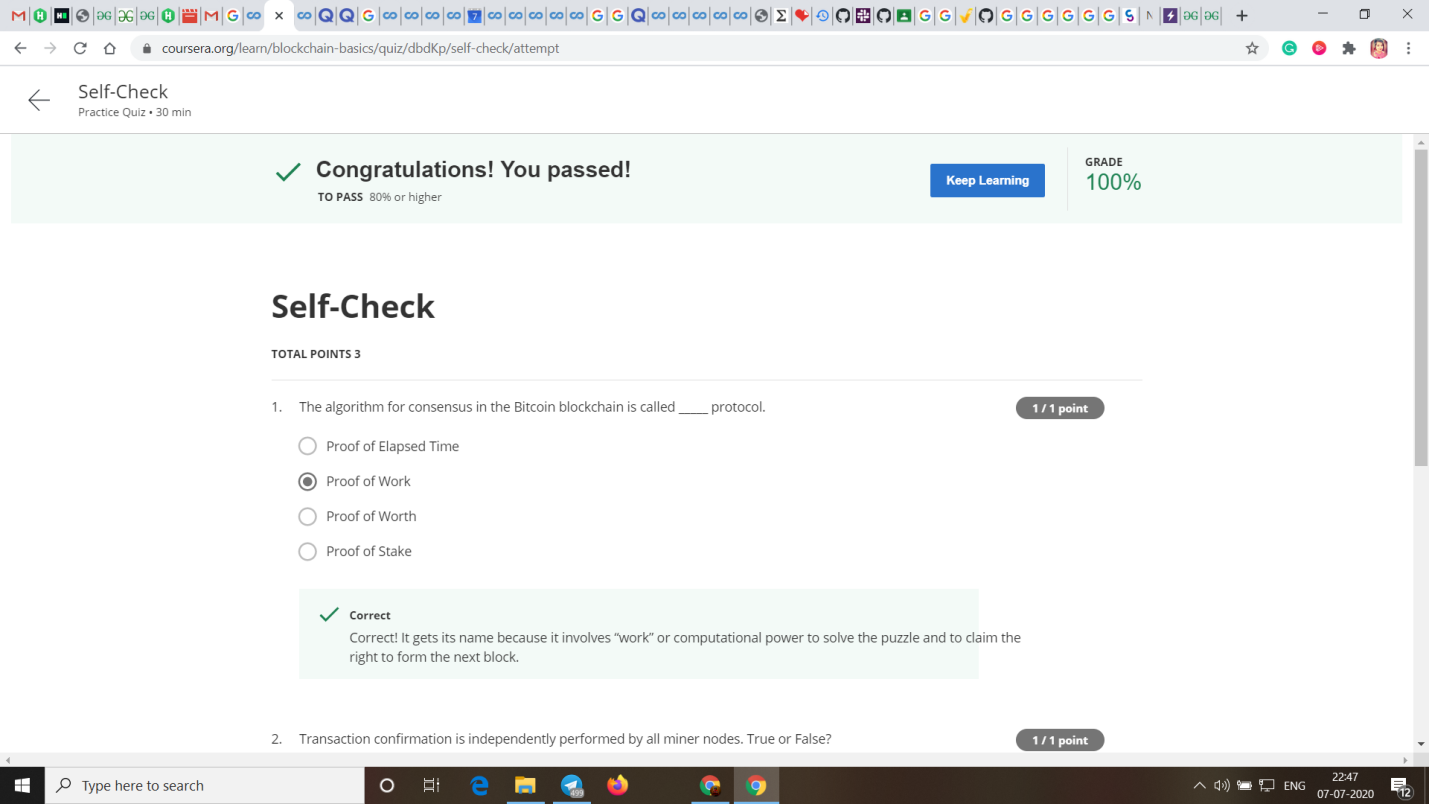 coursera.org/learn/blockchain-basics/quiz/dbdKp/self-check/attempt
Self-Check
Practice Quiz • 30 min
Congratulations! You passed!
TO PASS 80% or higher
Keep Learning
GRADE
100%
Self-Check
TOTAL POINTS 3
1. The algorithm for consensus in the Bitcoin blockchain is called _____ protocol.
1 / 1 point
Proof of Elapsed Time
Proof of Work
Proof of Worth
Proof of Stake
Correct
Correct! It gets its name because it involves “work” or computational power to solve the puzzle and to claim the
right to form the next block.
2. Transaction confirmation is independently performed by all miner nodes. True or False?
1 / 1 point
Type here to search
499
ENG
22:47
07-07-2020
12